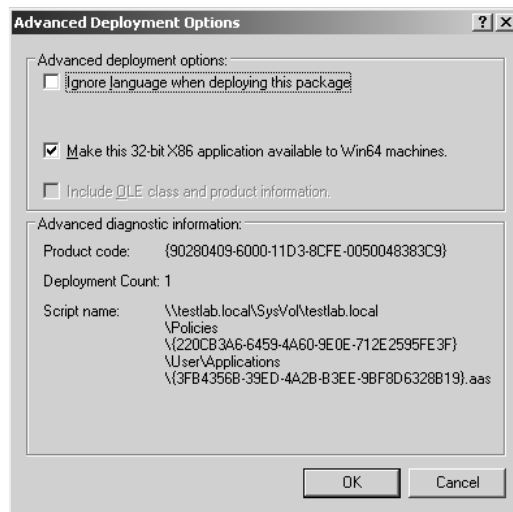 Advanced Deployment Options
Advanced deployment options:
Ignore language when deploying this package
Make this 32-bit X86 application available to Win64 machines.
Include OLE class and product information.
Advanced diagnostic information:
Product code: {90280409-6000-11D3-8CFE-0050048383C9}
Deployment Count: 1
Script name: \\testlab.local\SysVol\testlab.local
\Policies
\{220CB3A6-6459-4A60-9E0E-712E2595FE3F}
\User\Applications
\{3FB4356B-39ED-4A2B-B3EE-9BF8D6328B19}.aas
OK Cancel